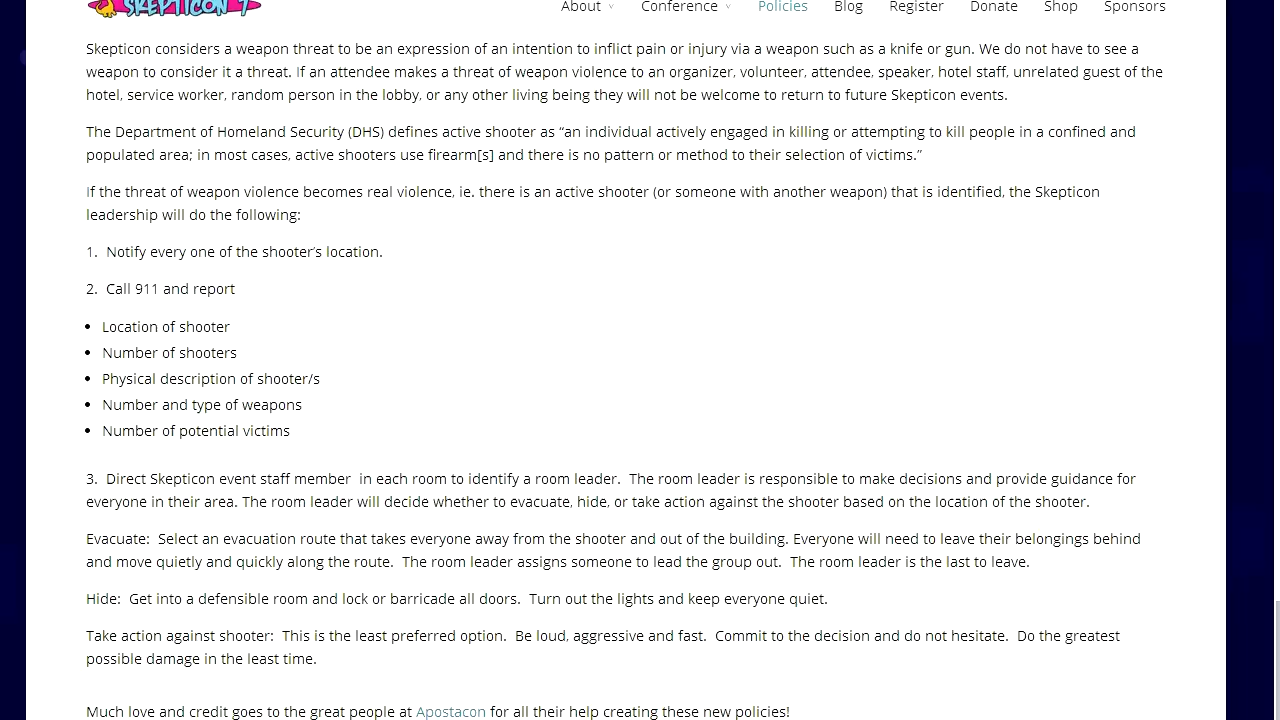 SKEPTICON 7
About Conference Policies Blog Register Donate Shop Sponsors
Skepticon considers a weapon threat to be an expression of an intention to inflict pain or injury via a weapon such as a knife or gun. We do not have to see a
weapon to consider it a threat. If an attendee makes a threat of weapon violence to an organizer, volunteer, attendee, speaker, hotel staff, unrelated guest of the
hotel, service worker, random person in the lobby, or any other living being they will not be welcome to return to future Skepticon events.
The Department of Homeland Security (DHS) defines active shooter as “an individual actively engaged in killing or attempting to kill people in a confined and
populated area; in most cases, active shooters use firearm[s] and there is no pattern or method to their selection of victims.”
If the threat of weapon violence becomes real violence, ie. there is an active shooter (or someone with another weapon) that is identified, the Skepticon
leadership will do the following:
1. Notify every one of the shooter’s location.
2. Call 911 and report
• Location of shooter
• Number of shooters
• Physical description of shooter/s
• Number and type of weapons
• Number of potential victims
3. Direct Skepticon event staff member in each room to identify a room leader. The room leader is responsible to make decisions and provide guidance for
everyone in their area. The room leader will decide whether to evacuate, hide, or take action against the shooter based on the location of the shooter.
Evacuate: Select an evacuation route that takes everyone away from the shooter and out of the building. Everyone will need to leave their belongings behind
and move quietly and quickly along the route. The room leader assigns someone to lead the group out. The room leader is the last to leave.
Hide: Get into a defensible room and lock or barricade all doors. Turn out the lights and keep everyone quiet.
Take action against shooter: This is the least preferred option. Be loud, aggressive and fast. Commit to the decision and do not hesitate. Do the greatest
possible damage in the least time.
Much love and credit goes to the great people at Apostacon for all their help creating these new policies!